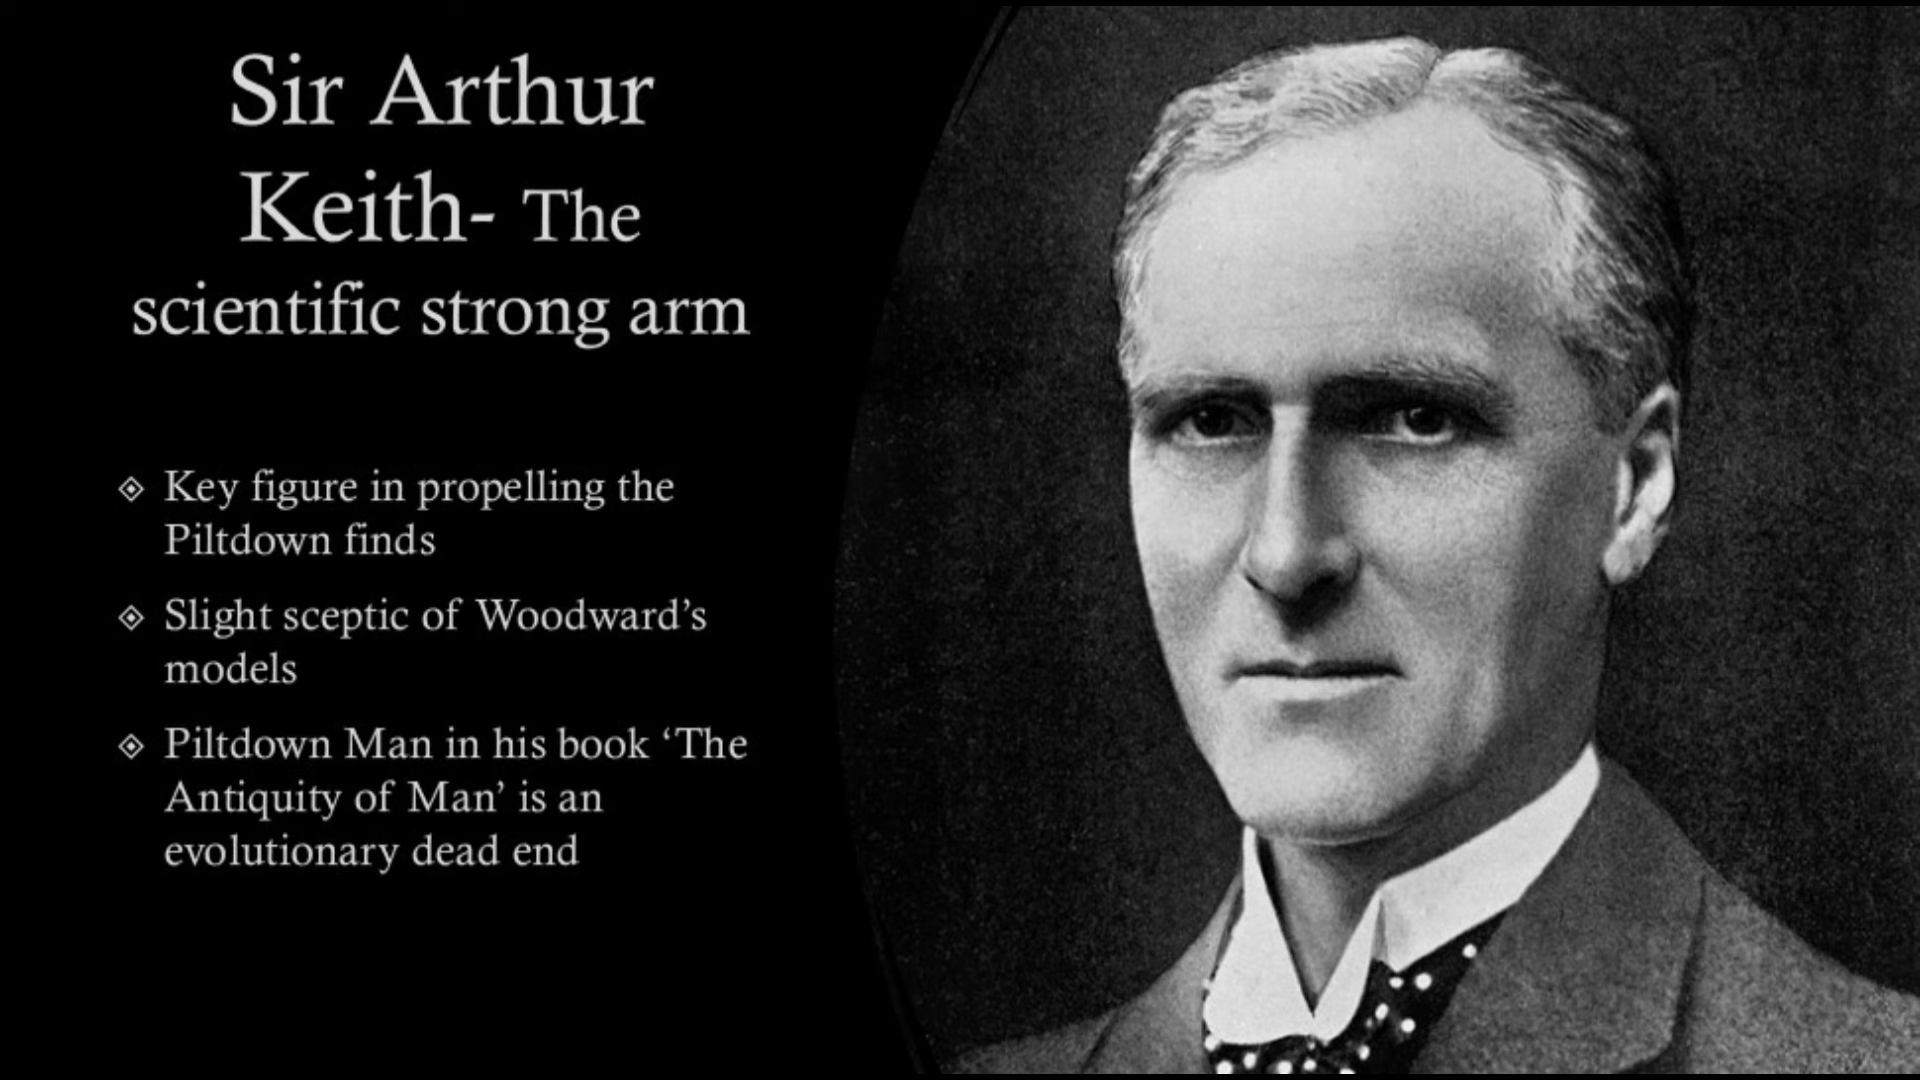 Sir Arthur
Keith- The
scientific strong arm
Key figure in propelling the
Piltdown finds
Slight sceptic of Woodward’s
models
Piltdown Man in his book ‘The
Antiquity of Man’ is an
evolutionary dead end